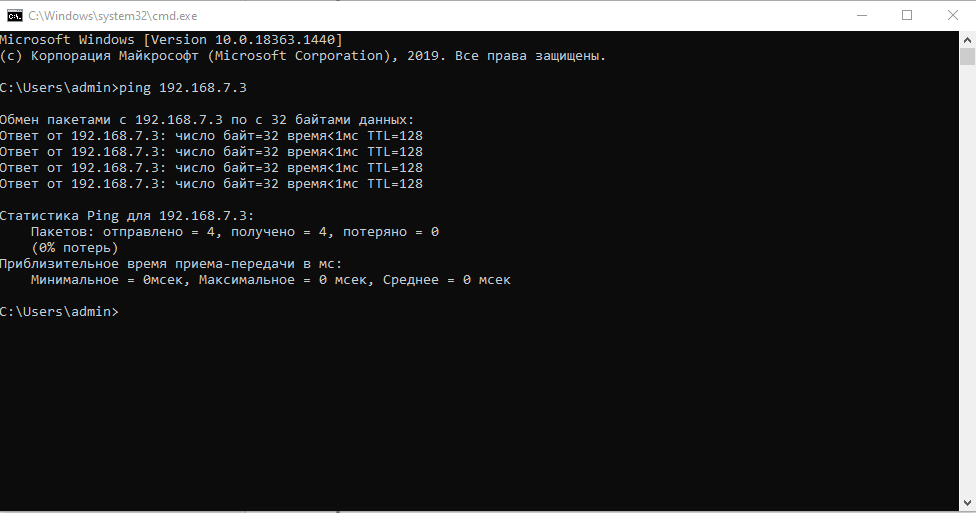 C:\Windows\system32\cmd.exe
Microsoft Windows [Version 10.0.18363.1440]
(c) Корпорация Майкрософт (Microsoft Corporation), 2019. Все права защищены.
C:\Users\admin>ping 192.168.7.3
Обмен пакетами с 192.168.7.3 по с 32 байтами данных:
Ответ от 192.168.7.3: число байт=32 время<1мс TTL=128
Ответ от 192.168.7.3: число байт=32 время<1мс TTL=128
Ответ от 192.168.7.3: число байт=32 время<1мс TTL=128
Ответ от 192.168.7.3: число байт=32 время<1мс TTL=128
Статистика Ping для 192.168.7.3:
Пакетов: отправлено = 4, получено = 4, потеряно = 0
(0% потерь)
Приблизительное время приема-передачи в мс:
Минимальное = 0мсек, Максимальное = 0 мсек, Среднее = 0 мсек
C:\Users\admin>